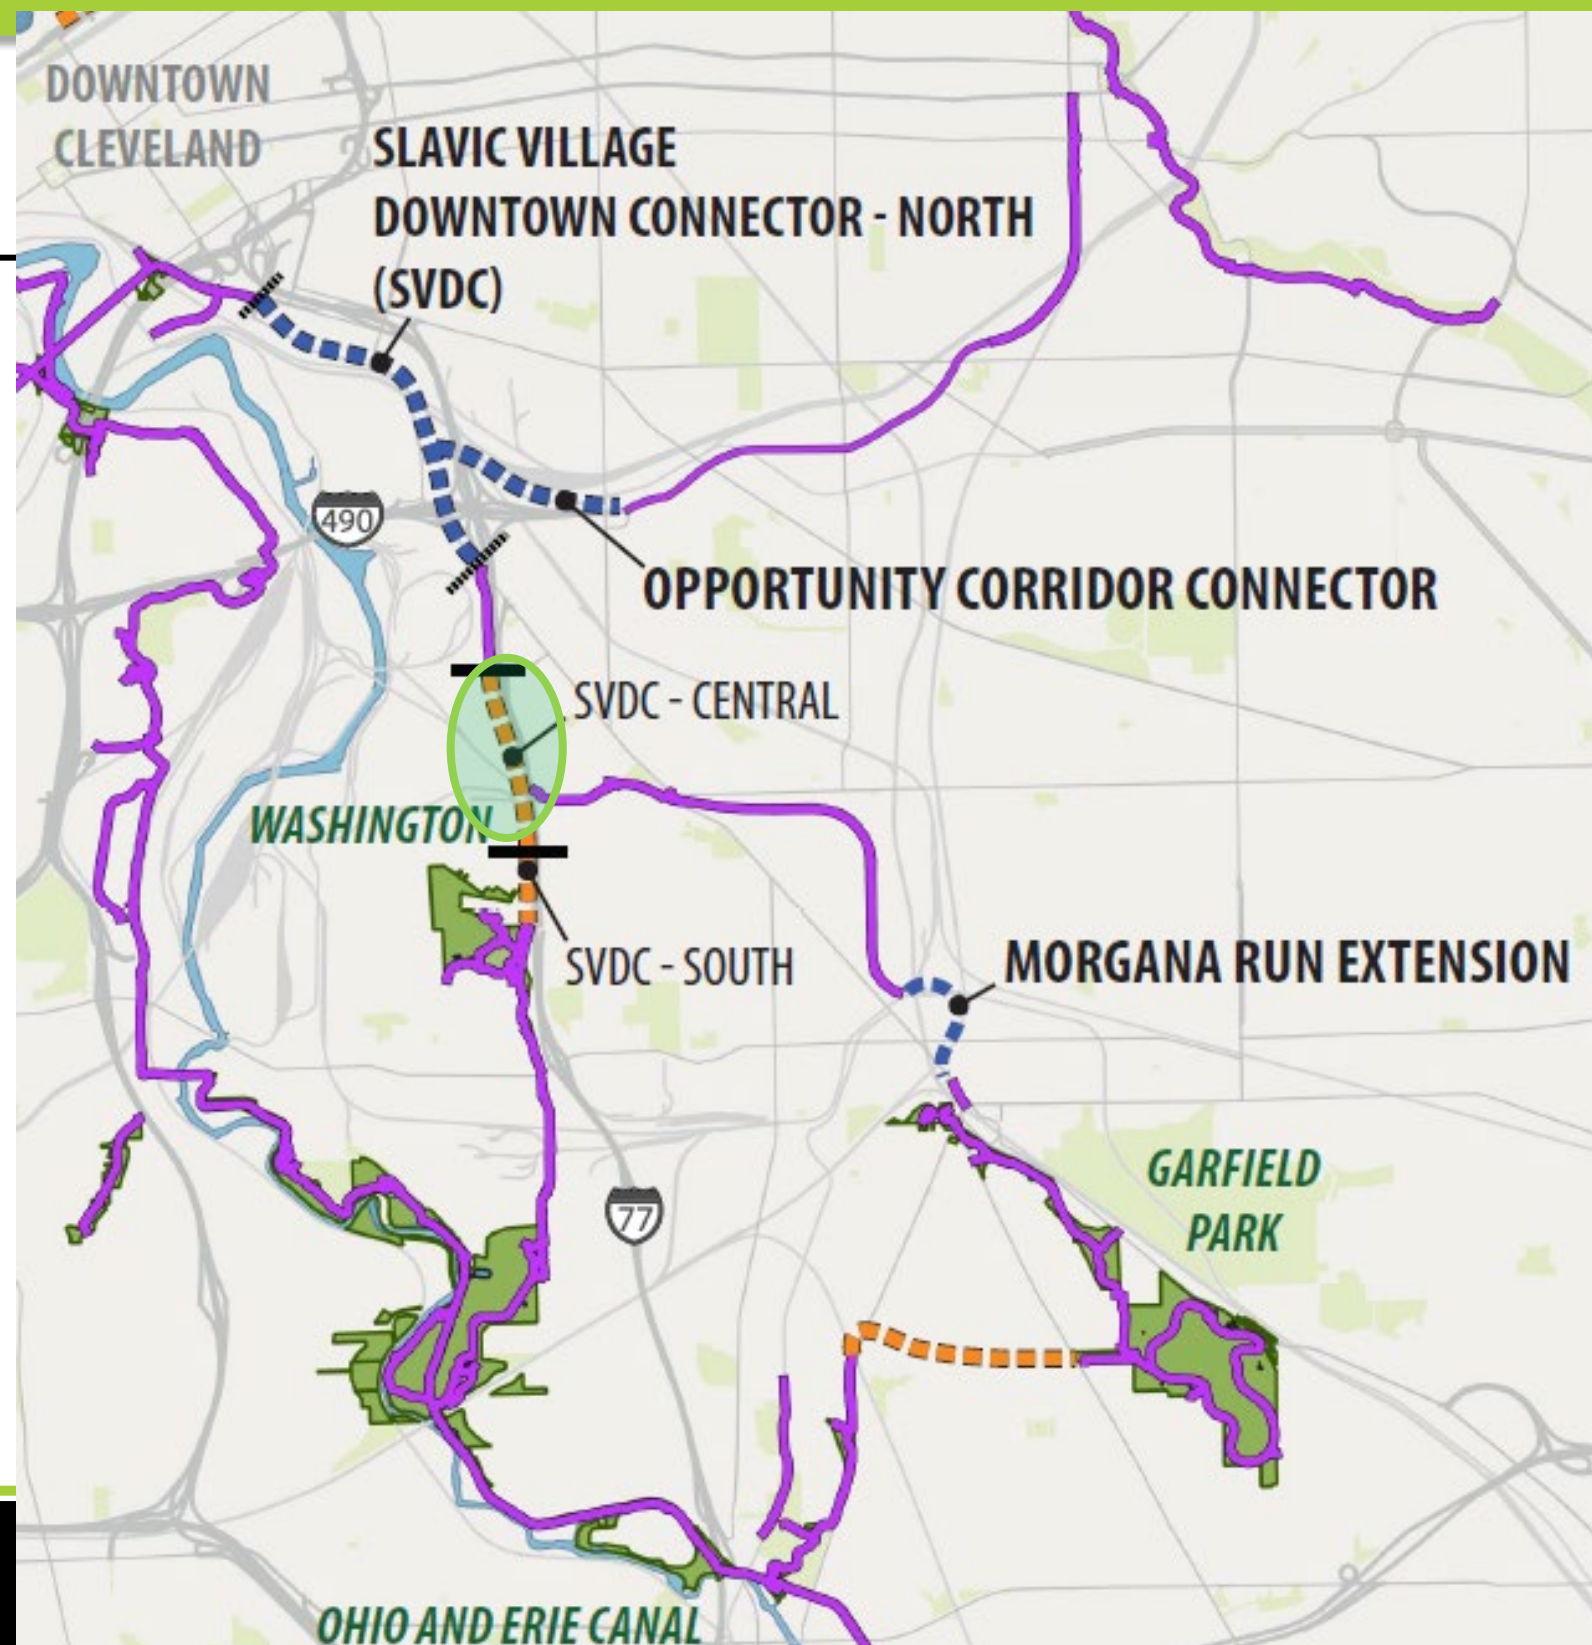 DOWNTOWN
CLEVELAND
SLAVIC VILLAGE
DOWNTOWN CONNECTOR - NORTH
(SVDC)
490
OPPORTUNITY CORRIDOR CONNECTOR
SVDC - CENTRAL
WASHINGTON
SVDC - SOUTH
MORGANA RUN EXTENSION
GARFIELD
PARK
77
OHIO AND ERIE CANAL